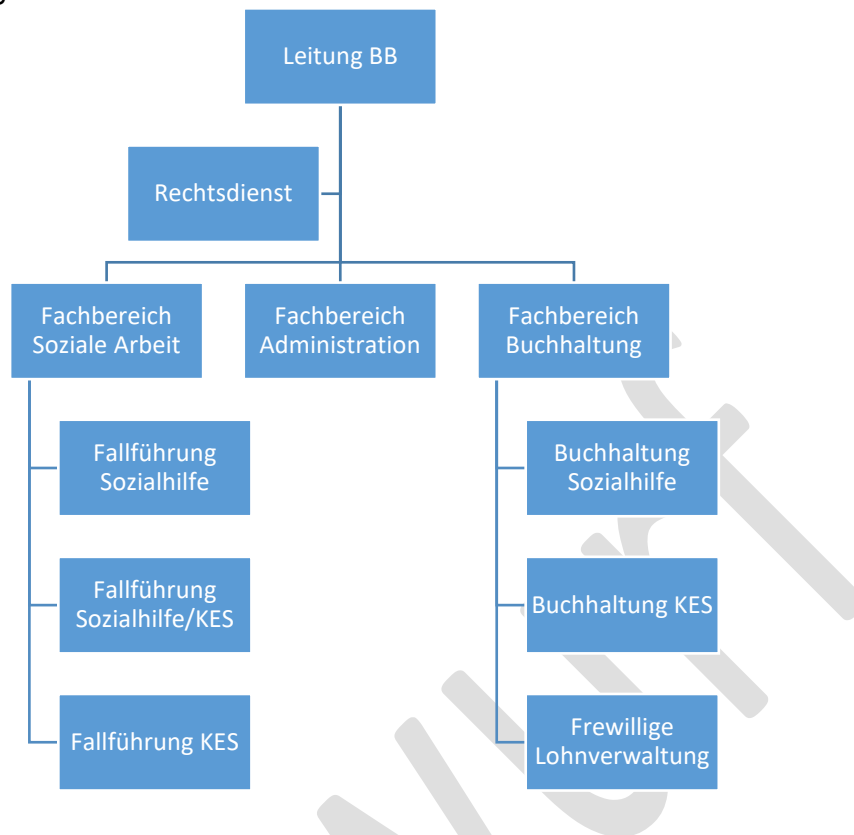 Leitung BB
Rechtsdienst
Fachbereich
Soziale Arbeit
Fachbereich
Administration
Fachbereich
Buchhaltung
Fallführung
Sozialhilfe
Fallführung
Sozialhilfe/KES
Fallführung KES
Buchhaltung
Sozialhilfe
Buchhaltung KES
Frewillige
Lohnverwaltung